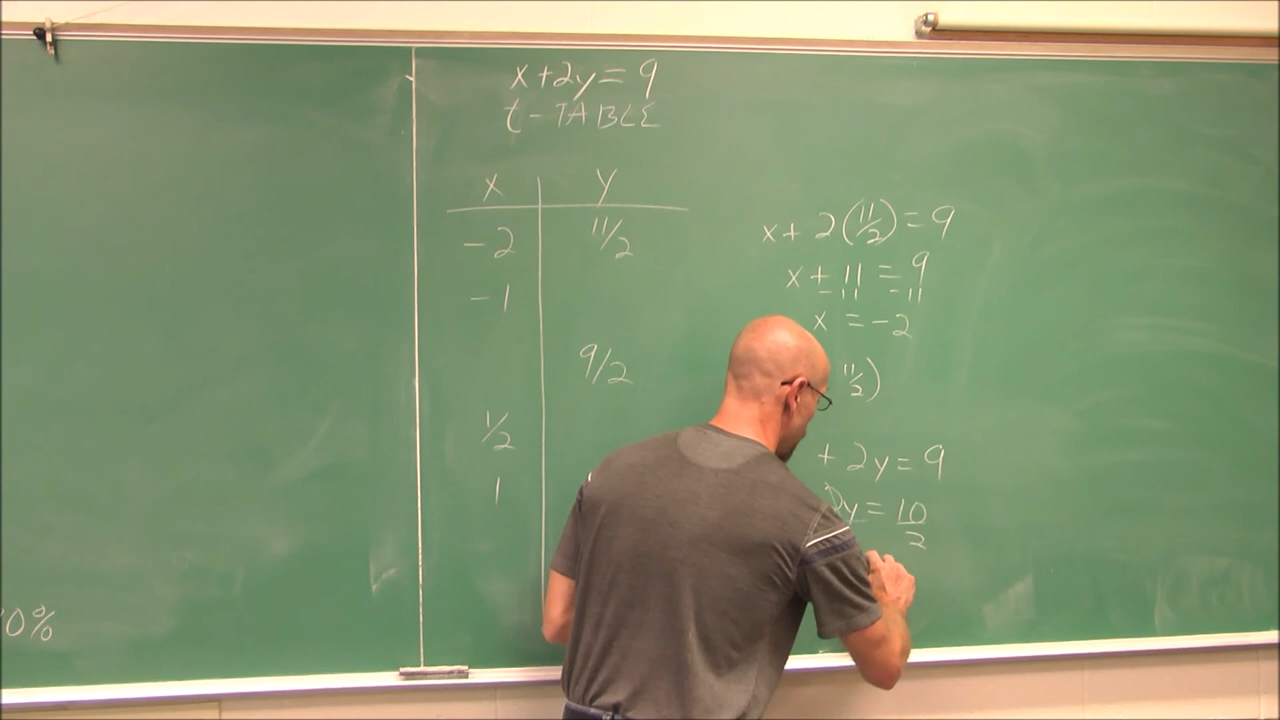 x+2y=9
t-TABLE
x y
-2 11/2
-1
9/2
1/2
1
x+2(11/2)=9
x+11=9
-11 -11
x=-2
11/2)
+2y=9
y=10
2
0%